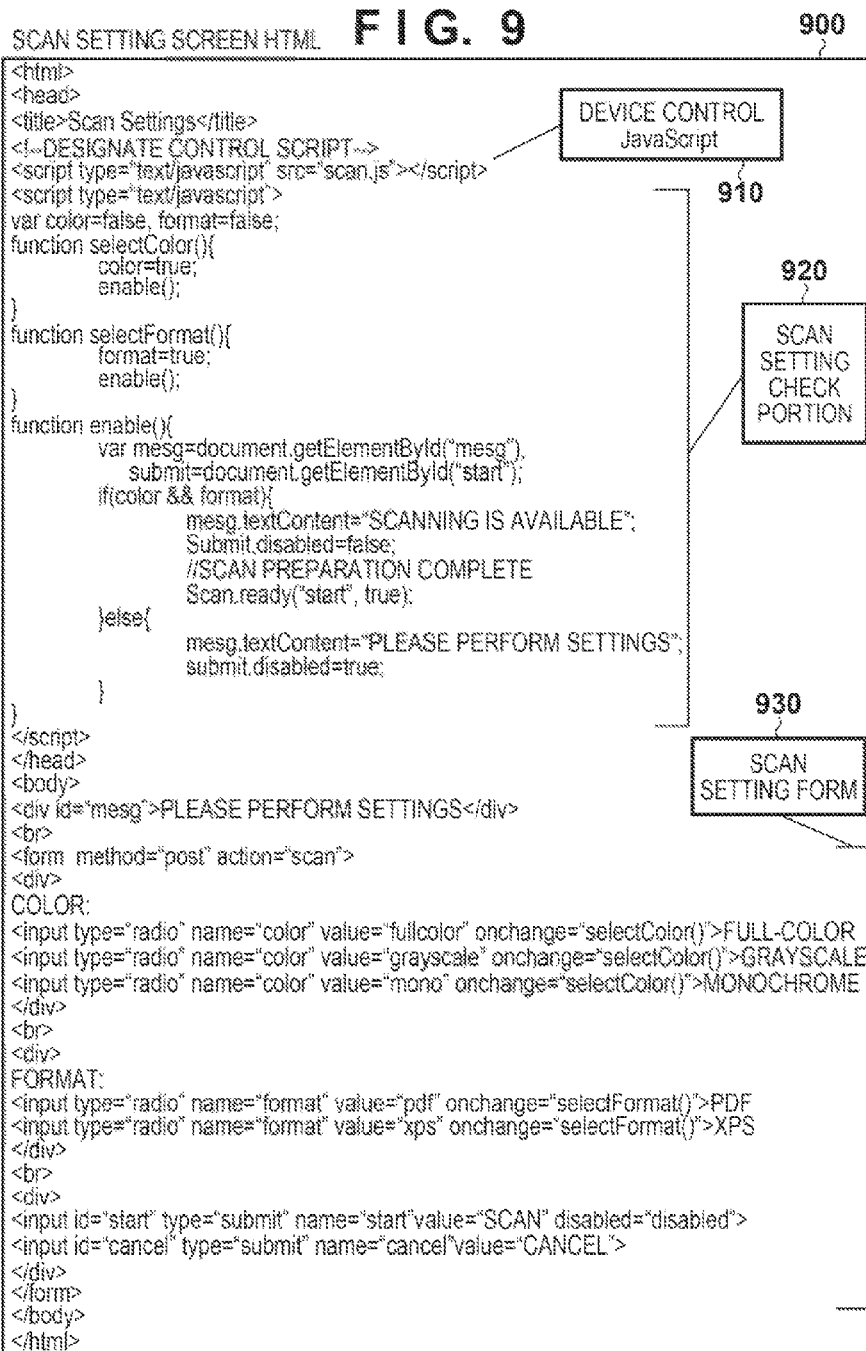 FIG. 9
SCAN SETTING SCREEN HTML
900
<html>
<head>
<title>Scan Settings</title>
<!--DESIGNATE CONTROL SCRIPT-->
<script type="text/javascript" src="scan.js"></script>
<script type="text/javascript">
var color=false, format=false;
function selectColor(){
color=true;
enable();
}
function selectFormat(){
format=true;
enable();
}
function enable(){
var mesg=document.getElementById("mesg"),
submit=document.getElementById("start");
if(color && format){
mesg.textContent="SCANNING IS AVAILABLE";
Submit.disabled=false;
//SCAN PREPARATION COMPLETE
Scan.ready("start", true);
}else{
mesg.textContent="PLEASE PERFORM SETTINGS";
submit.disabled=true;
}
}
</script>
</head>
<body>
<div id="mesg">PLEASE PERFORM SETTINGS</div>
<br>
<form method="post" action="scan">
<div>
COLOR:
<input type="radio" name="color" value="fullcolor" onchange="selectColor()">FULL-COLOR
<input type="radio" name="color" value="grayscale" onchange="selectColor()">GRAYSCALE
<input type="radio" name="color" value="mono" onchange="selectColor()">MONOCHROME
</div>
<br>
<div>
FORMAT:
<input type="radio" name="format" value="pdf" onchange="selectFormat()">PDF
<input type="radio" name="format" value="xps" onchange="selectFormat()">XPS
</div>
<br>
<div>
<input id="start" type="submit" name="start"value="SCAN" disabled="disabled">
<input id="cancel" type="submit" name="cancel"value="CANCEL">
</div>
</form>
</body>
</html>
DEVICE CONTROL
JavaScript
910
920
SCAN
SETTING
CHECK
PORTION
930
SCAN
SETTING FORM